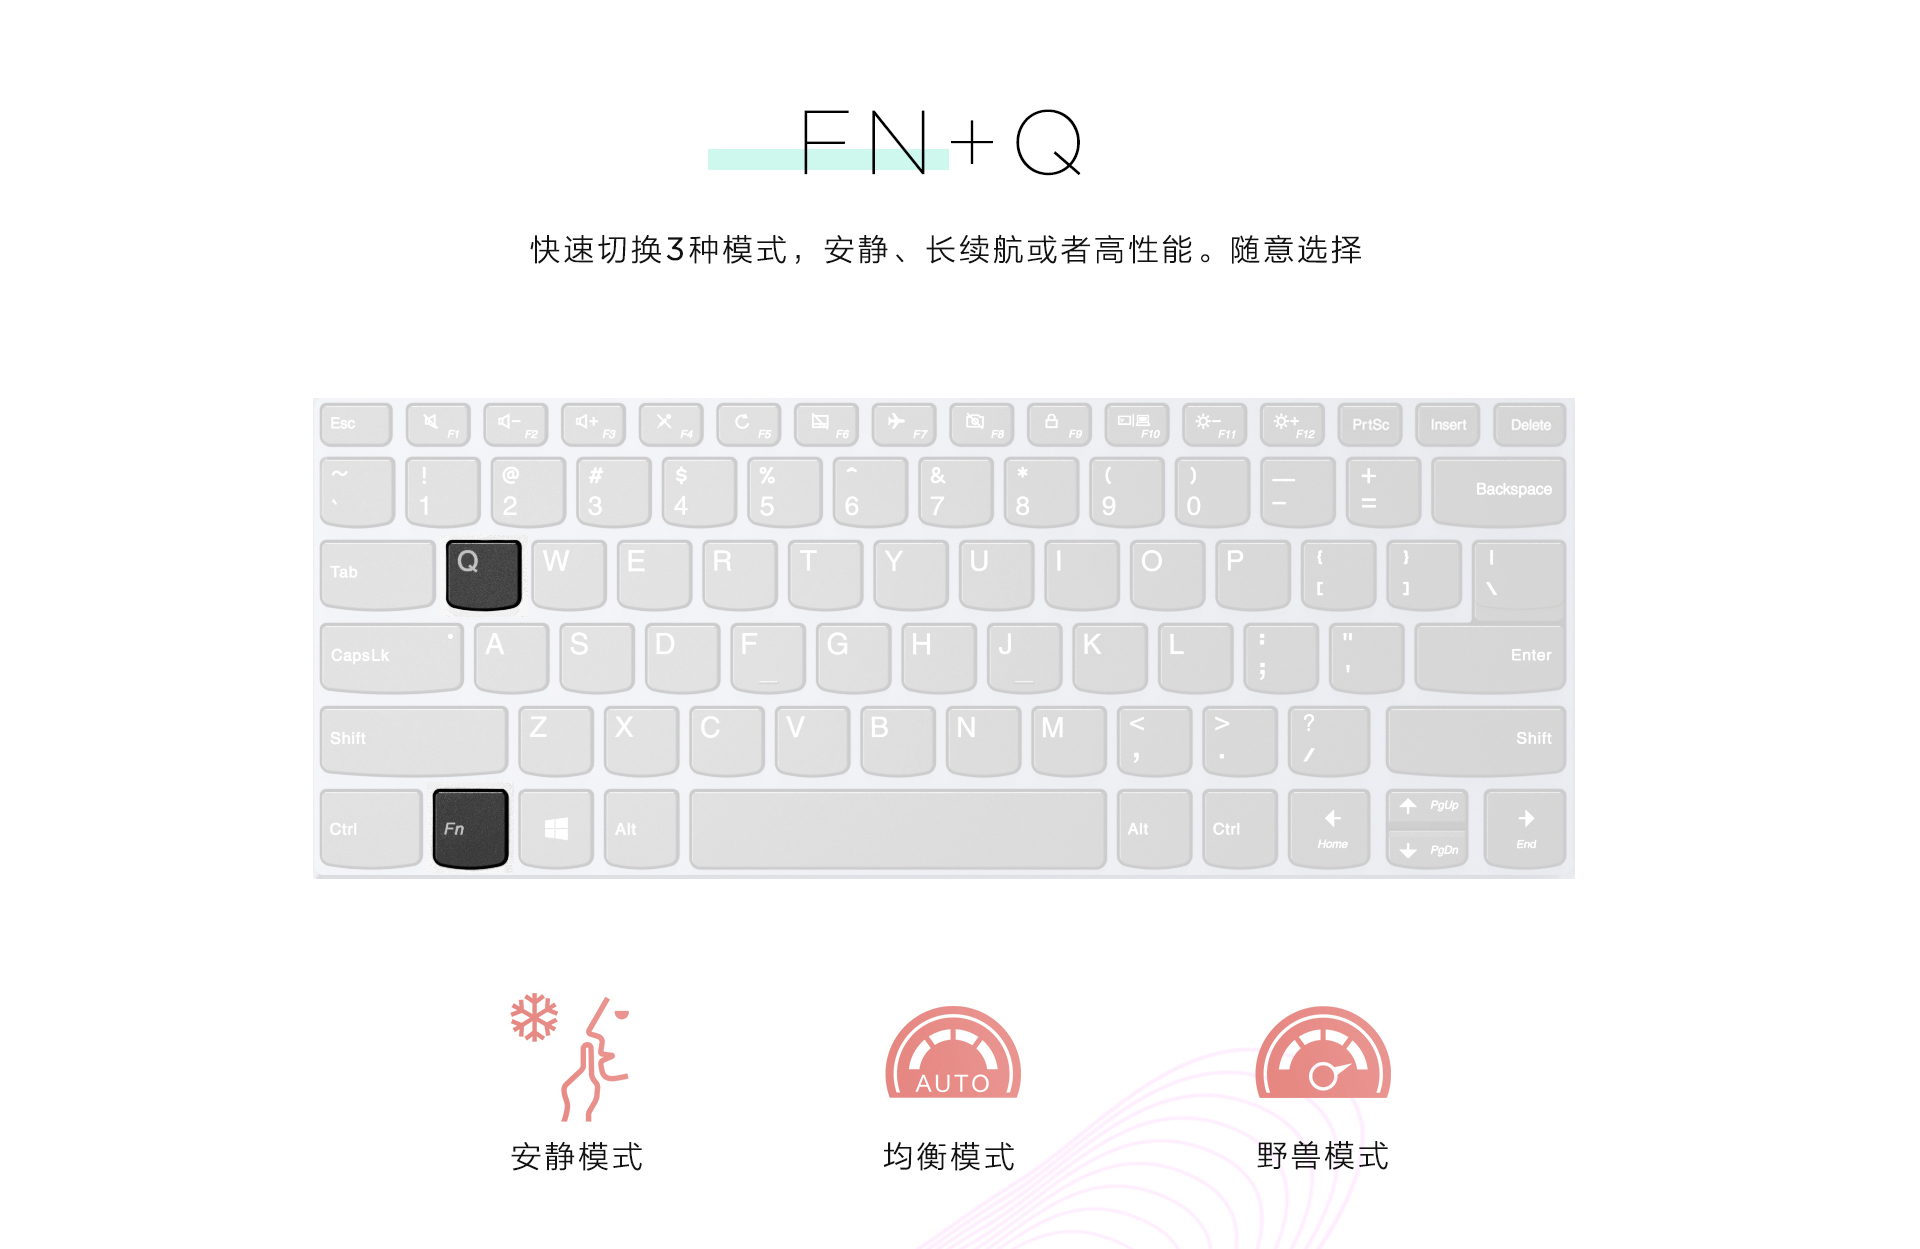 FN+Q
快速切换3种模式，安静、长续航或者高性能。随意选择
Esc F1 F2 F3 F4 F5 F6 F7 F8 F9 F10 F11 F12 PrtSc Insert Delete
~ ! @ # $ % ^ & * ( ) — +
` 1 2 3 4 5 6 7 8 9 0 - = Backspace
Tab Q W E R T Y U I O P { } |
[ ] \
CapsLk A S D F G H J K L : " Enter
; '
Shift Z X C V B N M < > ? Shift
, . /
Ctrl Fn Alt Alt Ctrl Home PgUp PgDn End
AUTO
安静模式 均衡模式 野兽模式